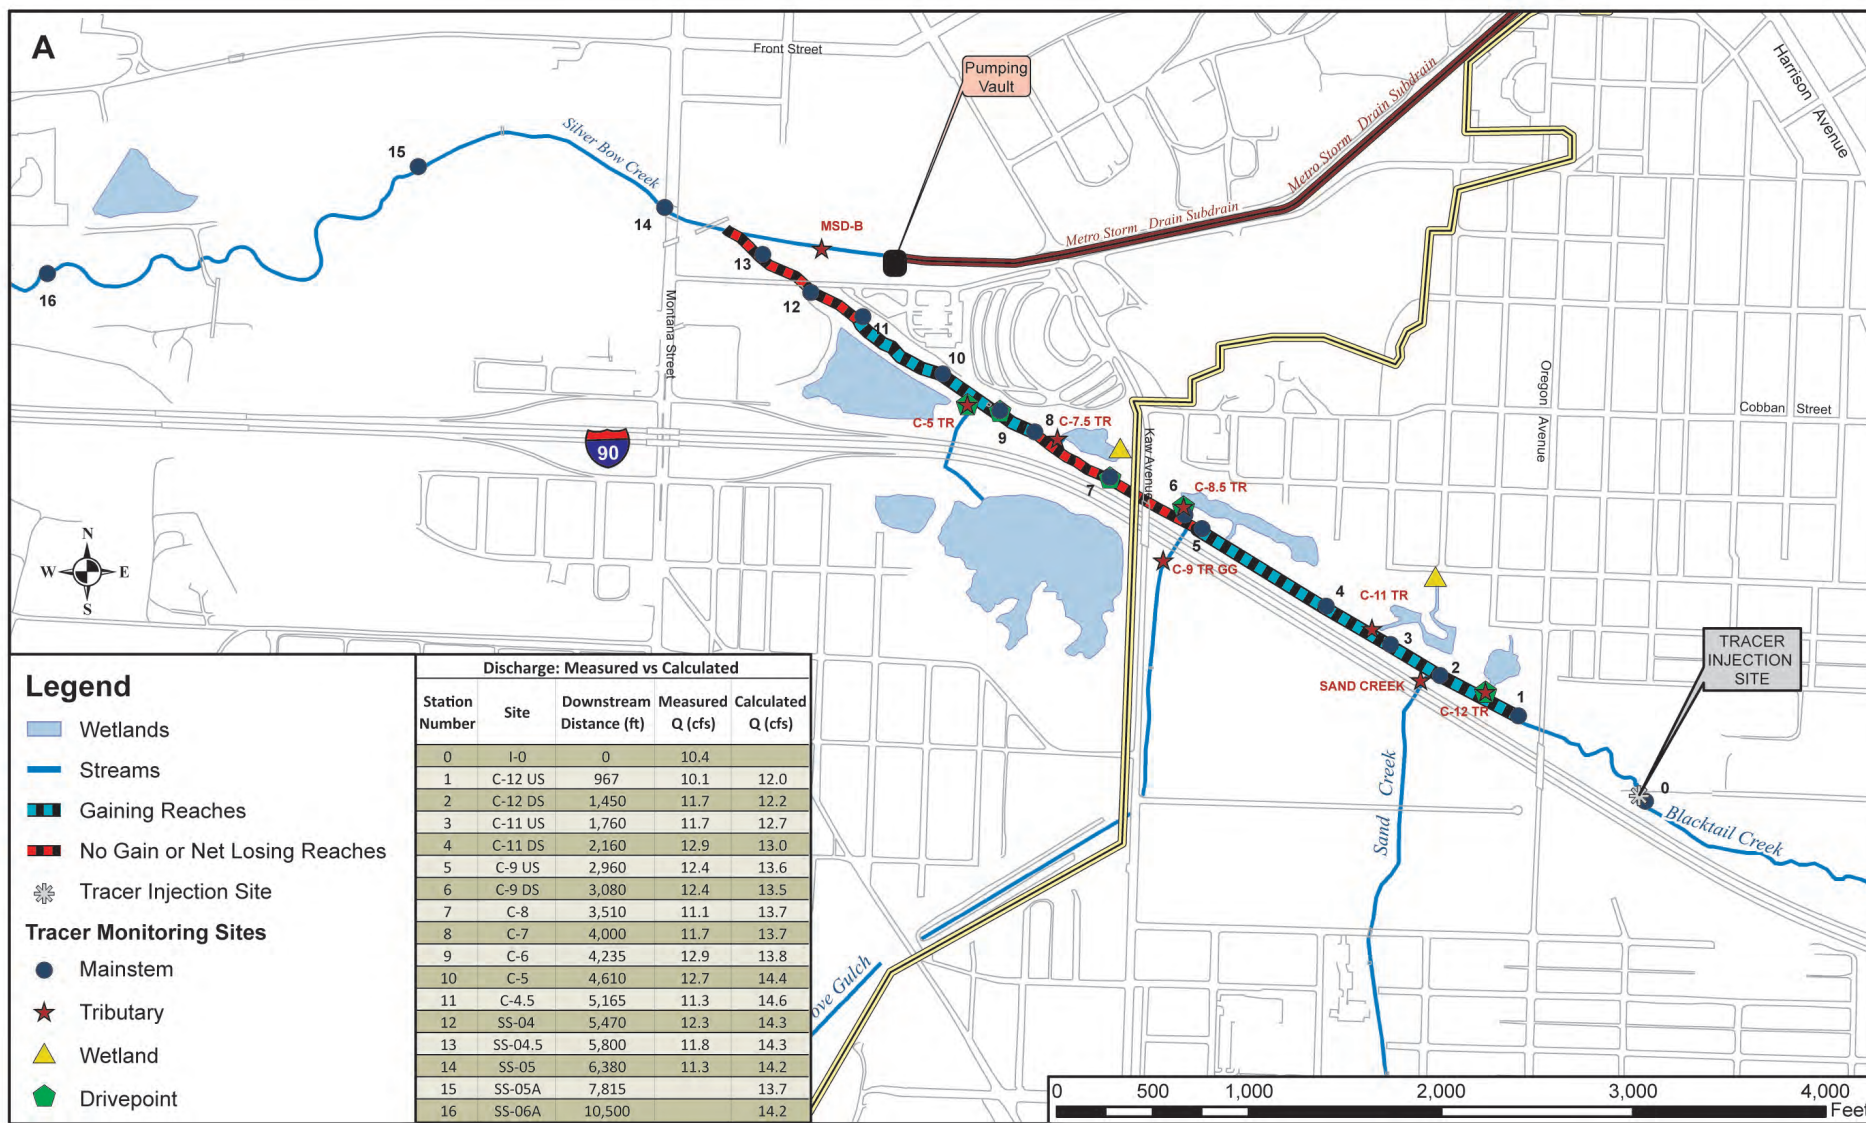 A
Front Street
Pumping
Vault
Harrison Avenue
Metro Storm Drain Subdrain
Silver Bow Creek
15
14
MSD-B
Metro Storm Drain Subdrain
13
16
12
Montana Street
11
10
Oregon Avenue
Cobban Street
C-5 TR
9
8
C-7.5 TR
Kaw Avenue
90
7
6
C-8.5 TR
5
N
W E
S
C-9 TR GG
4
C-11 TR
3
TRACER
INJECTION
SITE
2
SAND CREEK
1
C-12 TR
Sand Creek
0
Blacktail Creek
ove Gulch
Legend
Wetlands
Streams
Gaining Reaches
No Gain or Net Losing Reaches
Tracer Injection Site
Tracer Monitoring Sites
Mainstem
Tributary
Wetland
Drivepoint
Discharge: Measured vs Calculated
Station Number Site Downstream Distance (ft) Measured Q (cfs) Calculated Q (cfs)
0 I-0 0 10.4
1 C-12 US 967 10.1 12.0
2 C-12 DS 1,450 11.7 12.2
3 C-11 US 1,760 11.7 12.7
4 C-11 DS 2,160 12.9 13.0
5 C-9 US 2,960 12.4 13.6
6 C-9 DS 3,080 12.4 13.5
7 C-8 3,510 11.1 13.7
8 C-7 4,000 11.7 13.7
9 C-6 4,235 12.9 13.8
10 C-5 4,610 12.7 14.4
11 C-4.5 5,165 11.3 14.6
12 SS-04 5,470 12.3 14.3
13 SS-04.5 5,800 11.8 14.3
14 SS-05 6,380 11.3 14.2
15 SS-05A 7,815 13.7
16 SS-06A 10,500 14.2
0 500 1,000 2,000 3,000 4,000
Feet